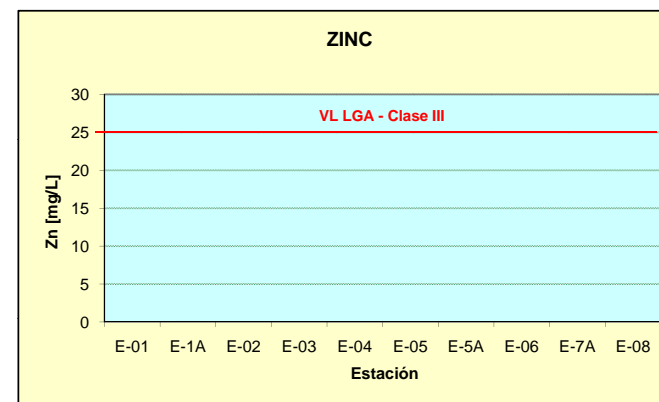 ZINC
30
VL LGA - Clase III
25
20
15
10
5
0
Zn [mg/L]
E-01 E-1A E-02 E-03 E-04 E-05 E-5A E-06 E-7A E-08
Estación